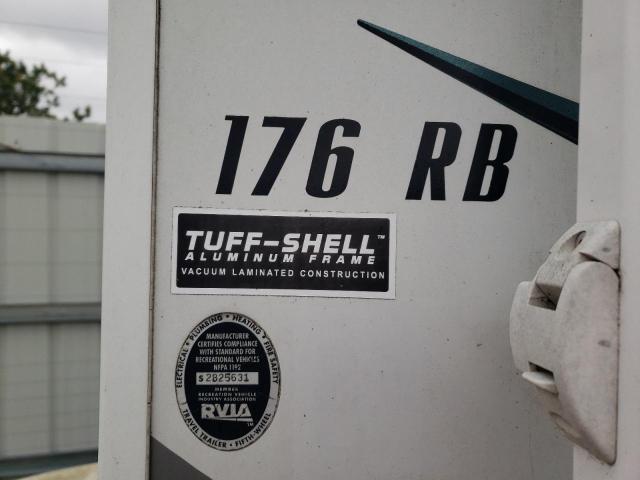 176 RB
TUFF-SHELL™
ALUMINUM FRAME
VACUUM LAMINATED CONSTRUCTION
ELECTRICAL • PLUMBING • HEATING • FIRE SAFETY
MANUFACTURER
CERTIFIES COMPLIANCE
WITH STANDARD FOR
RECREATIONAL VEHICLES
NFPA 1192
S2825631
MEMBER
RECREATION VEHICLE
INDUSTRY ASSOCIATION
RVIA™
TRAVEL TRAILER • FIFTH-WHEEL